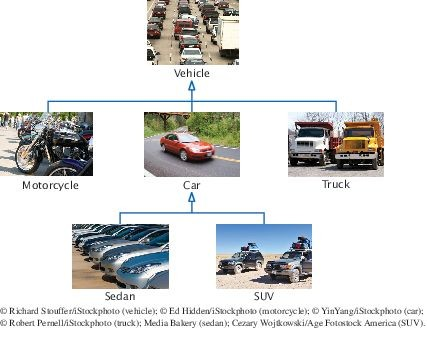 Vehicle
Motorcycle
Car
Truck
Sedan
SUV
© Richard Stouffer/iStockphoto (vehicle); © Ed Hidden/iStockphoto (motorcycle); © YinYang/iStockphoto (car);
© Robert Pernell/iStockphoto (truck); Media Bakery (sedan); Cezary Wojtkowski/Age Fotostock America (SUV).